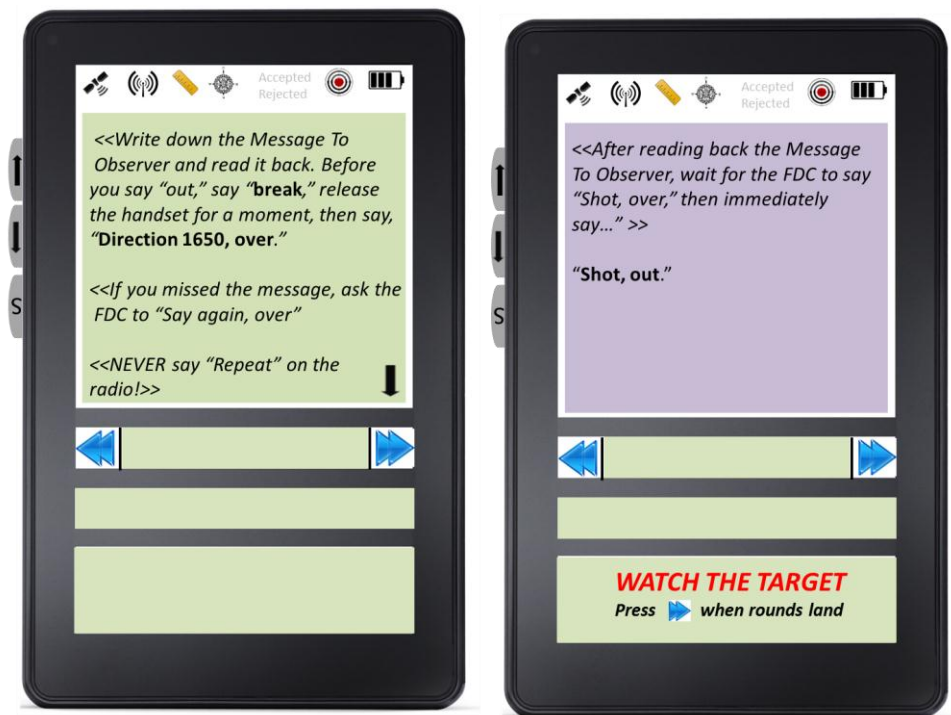 Accepted
Rejected
<<Write down the Message To
Observer and read it back. Before
you say “out,” say “break,” release
the handset for a moment, then say,
“Direction 1650, over.”
<<If you missed the message, ask the
FDC to “Say again, over”
<<NEVER say “Repeat” on the
radio!>>
S
Accepted
Rejected
<<After reading back the Message
To Observer, wait for the FDC to say
“Shot, over,” then immediately
say…” >>
“Shot, out.”
S
WATCH THE TARGET
Press when rounds land